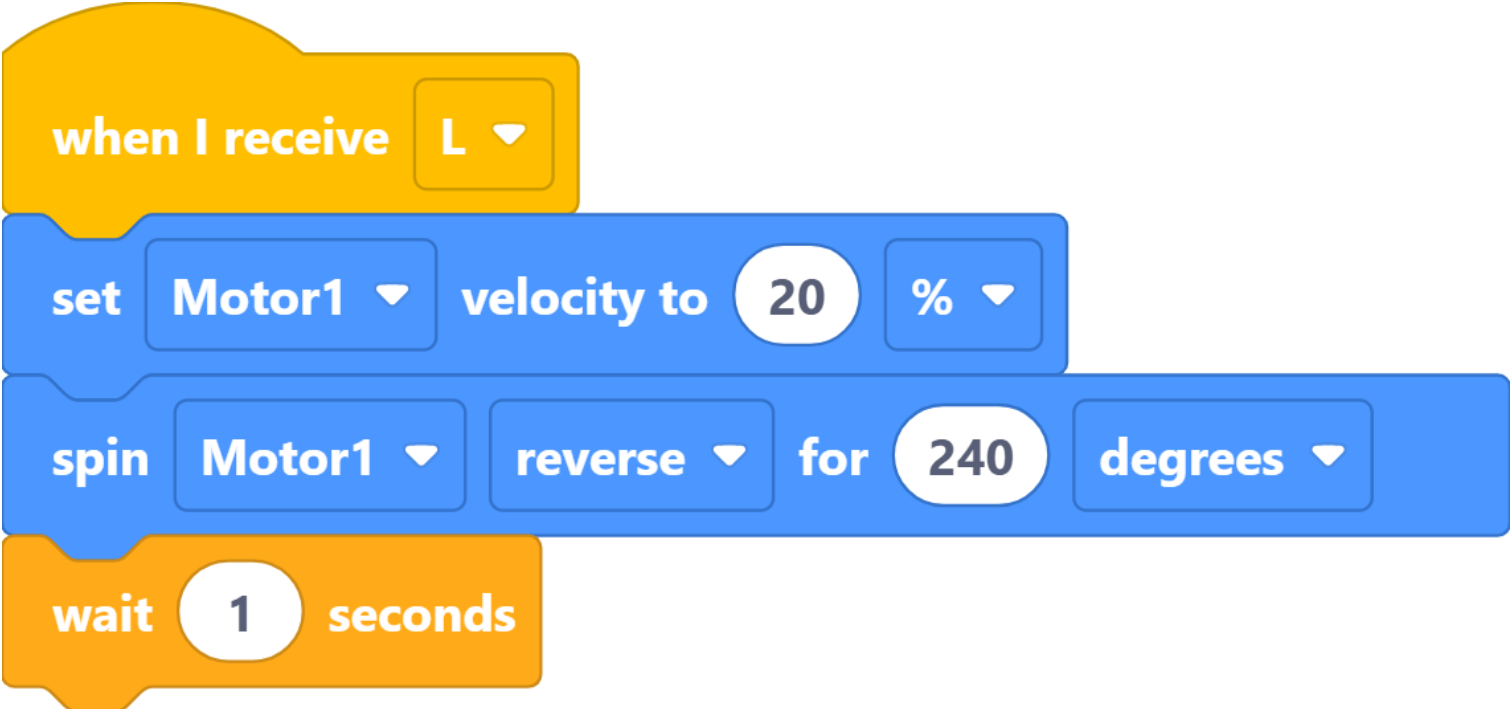 when I receive L
set Motor1 velocity to 20 %
spin Motor1 reverse for 240 degrees
wait 1 seconds